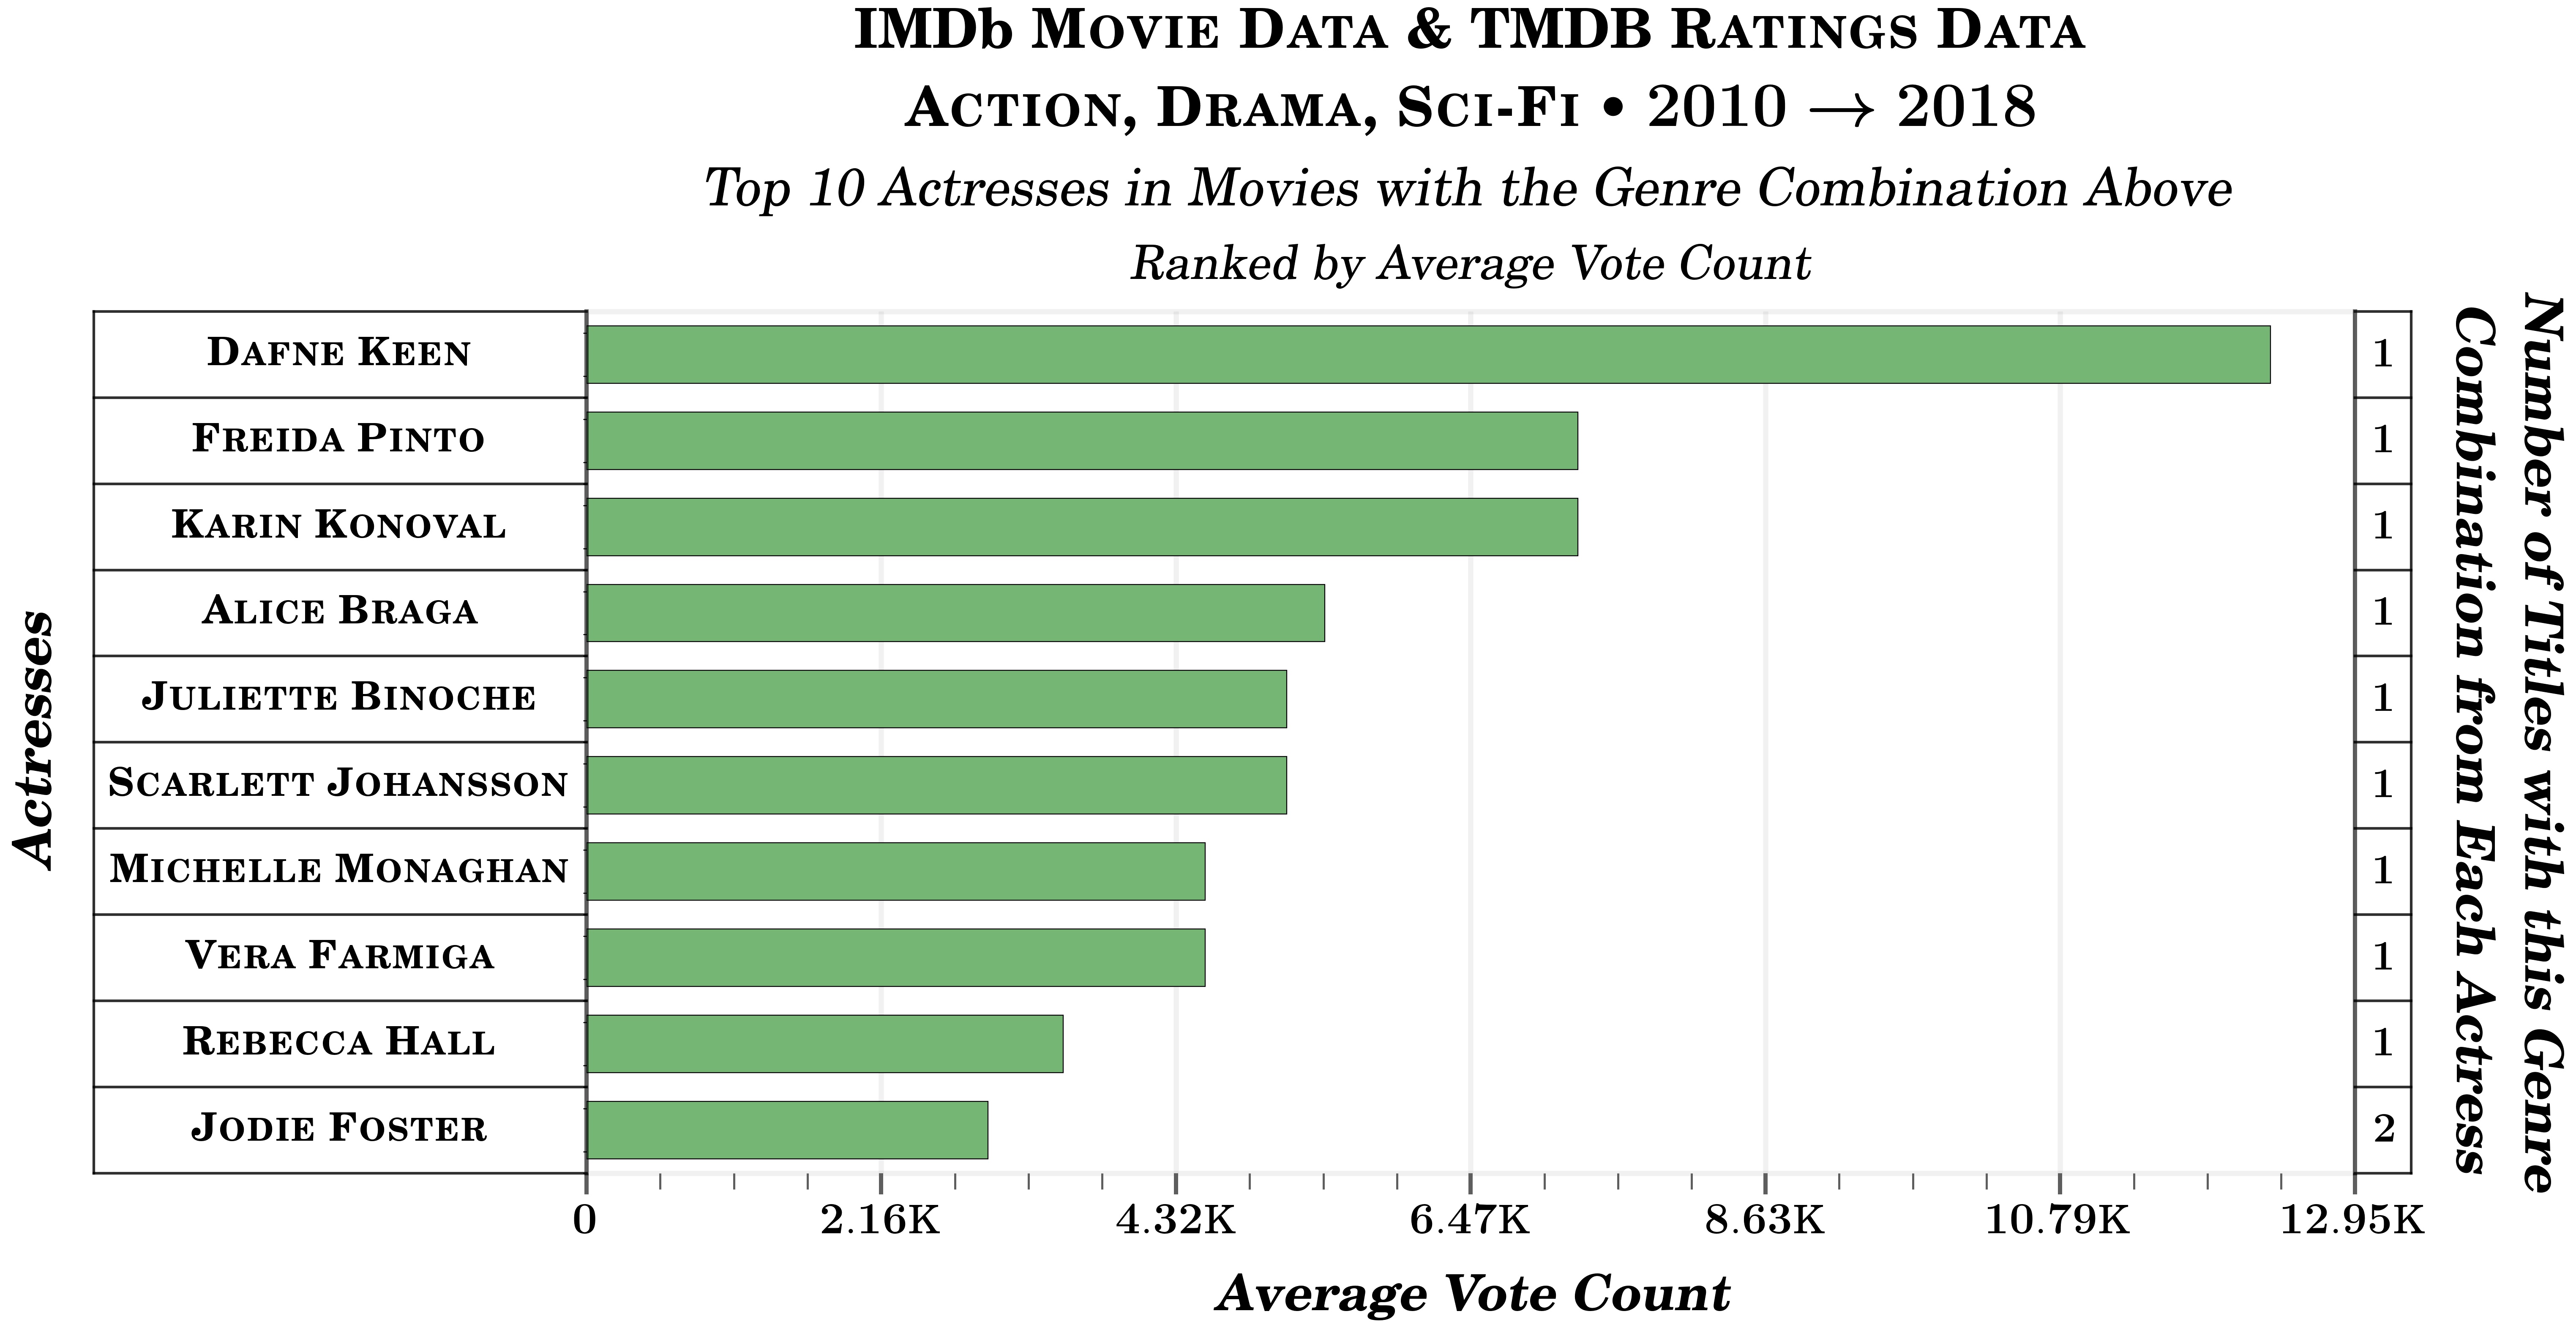 IMDb Movie Data & TMDB Ratings Data
Action, Drama, Sci-Fi • 2010 → 2018
Top 10 Actresses in Movies with the Genre Combination Above
Ranked by Average Vote Count
Actresses
Dafne Keen 1
Freida Pinto 1
Karin Konoval 1
Alice Braga 1
Juliette Binoche 1
Scarlett Johansson 1
Michelle Monaghan 1
Vera Farmiga 1
Rebecca Hall 1
Jodie Foster 2
Number of Titles with this Genre
Combination from Each Actress
0 2.16K 4.32K 6.47K 8.63K 10.79K 12.95K
Average Vote Count